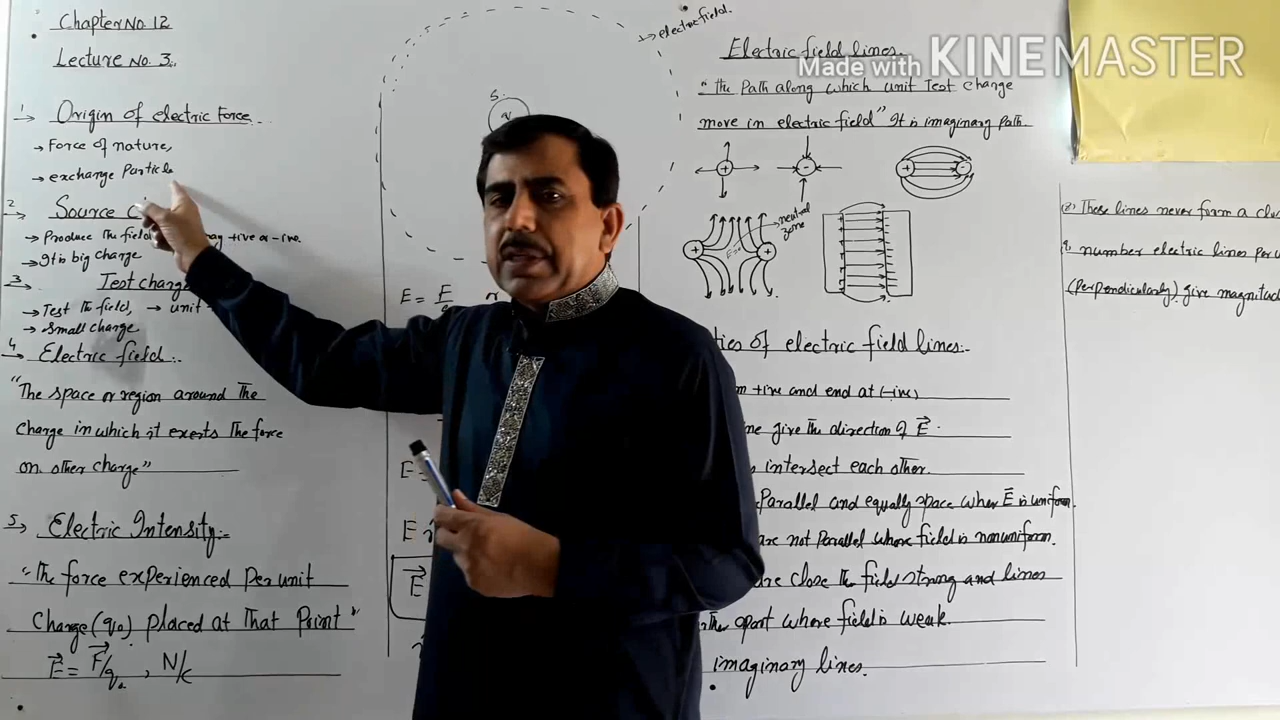 Chapter No. 12
Lecture No 3.
1 → Origin of electric force
→ Force of nature,
→ exchange Particle
2 → Source
→ Produce the field +ive or -ive.
→ It is big charge
3 → Test charge
→ Test the field, → unit
→ Small charge
4 → Electric field:-
"The space or region around the
charge in which it exerts the force
on other charge"
5 → Electric Intensity:-
"The force experienced per unit
charge (q₀) placed at that point"
E⃗ = F⃗/q₀ , N/c
→ electric field.
S.
q
E = F
E =
E⃗
Electric field lines.
Made with KINEMASTER
"The Path along which unit Test charge
move in electric field" It is imaginary path.
+ -
+ -
+ +
neutral
zone
E=
of electric field lines:-
+ive and end at (-ive)
give the direction of E⃗.
intersect each other.
Parallel and equally space when E⃗ is uniform.
are not Parallel where field is nonuniform.
are close the field strong and lines
apart where field is weak.
imaginary lines.
(8) These lines never form a
number electric lines per
(perpendicularly) give